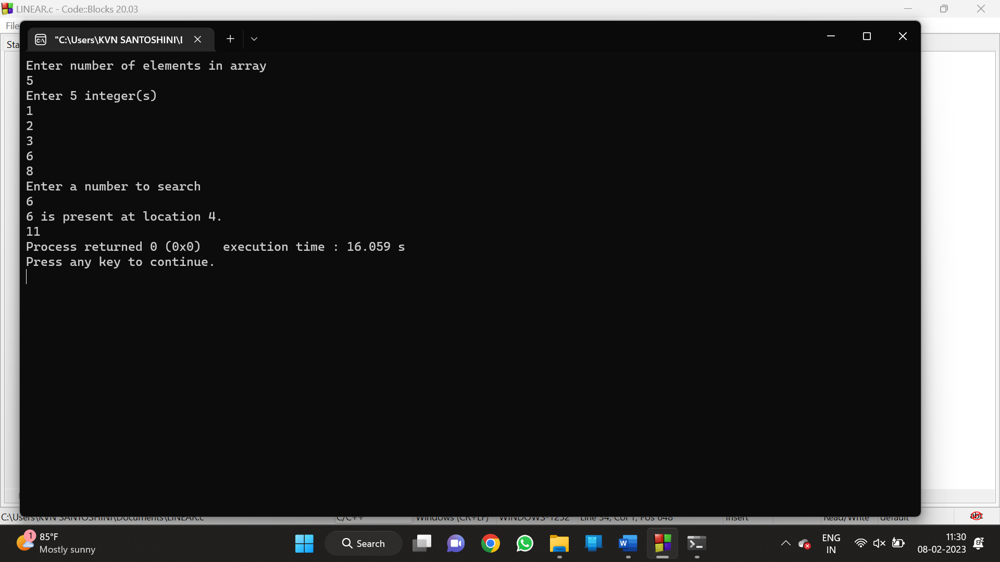 LINEAR.c - Code::Blocks 20.03
File
"C:\Users\KVN SANTOSHINI\
Sta
Enter number of elements in array
5
Enter 5 integer(s)
1
2
3
6
8
Enter a number to search
6
6 is present at location 4.
11
Process returned 0 (0x0)   execution time : 16.059 s
Press any key to continue.
C:\Users\KVN SANTOSHINI\Documents\LINEAR.c C/C++ Windows (CR+LF) WINDOWS-1252 Line 34, Col 1, Pos 648 Insert Read/Write default abc
1 85°F
Mostly sunny
Search
ENG
IN
11:30
08-02-2023